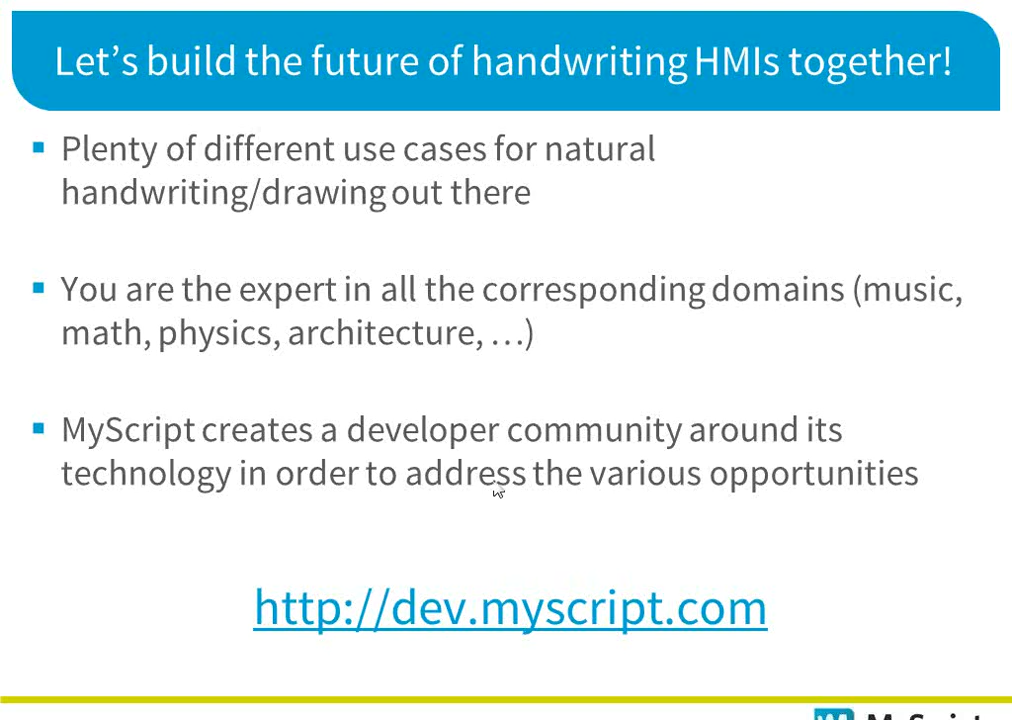 Let’s build the future of handwriting HMIs together!
Plenty of different use cases for natural
handwriting/drawing out there
You are the expert in all the corresponding domains (music,
math, physics, architecture, …)
MyScript creates a developer community around its
technology in order to address the various opportunities
http://dev.myscript.com
MyScript